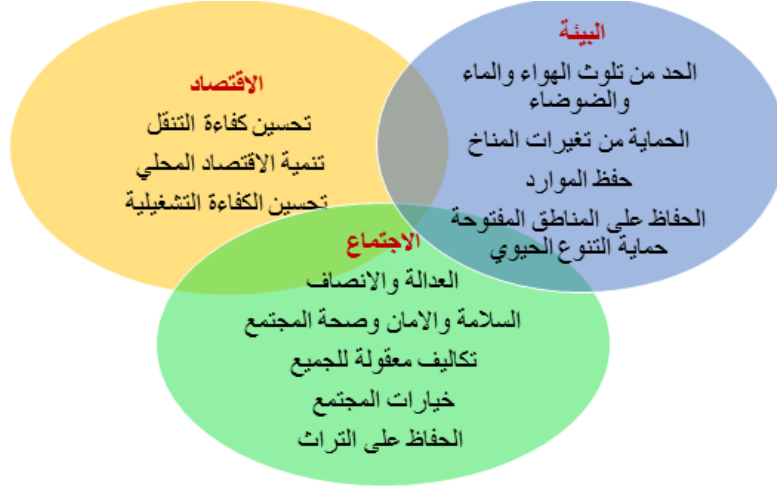 البيئة
الحد من تلوث الهواء والماء
والضوضاء
الحماية من تغيرات المناخ
حفظ الموارد
الحفاظ على المناطق المفتوحة
حماية التنوع الحيوي
الاقتصاد
تحسين كفاءة التنقل
تنمية الاقتصاد المحلي
تحسين الكفاءة التشغيلية
الاجتماع
العدالة والانصاف
السلامة والامان وصحة المجتمع
تكاليف معقولة للجميع
خيارات المجتمع
الحفاظ على التراث